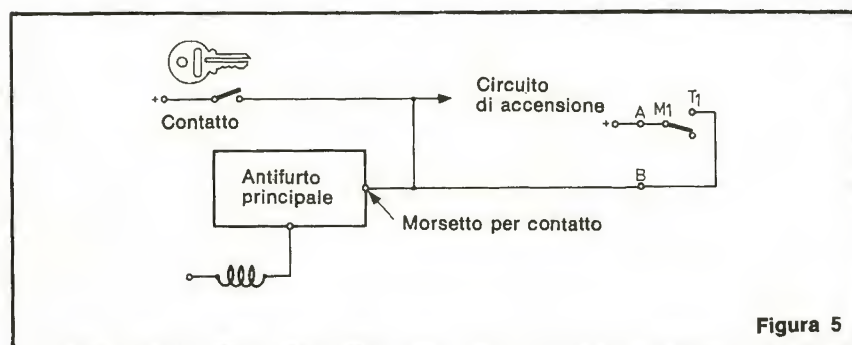 Circuito
di accensione
T1
+
Contatto
+ A M1
Antifurto
principale
B
Morsetto per contatto
Figura 5